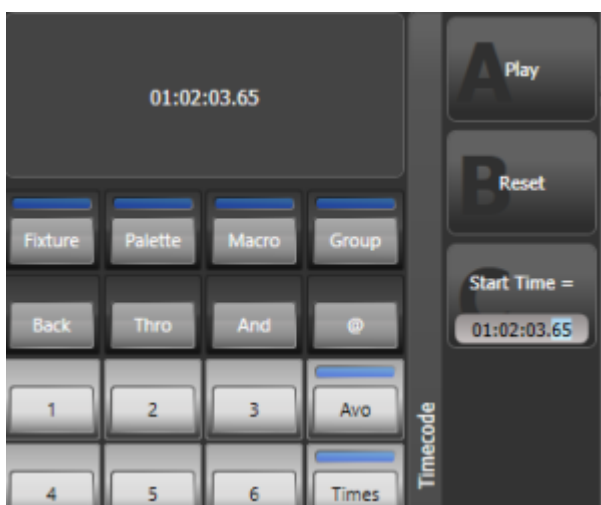 01:02:03.65
A Play
B Reset
C Start Time =
01:02:03.65
Fixture Palette Macro Group
Back Thro And @
1 2 3 Avo
4 5 6 Times
Timecode